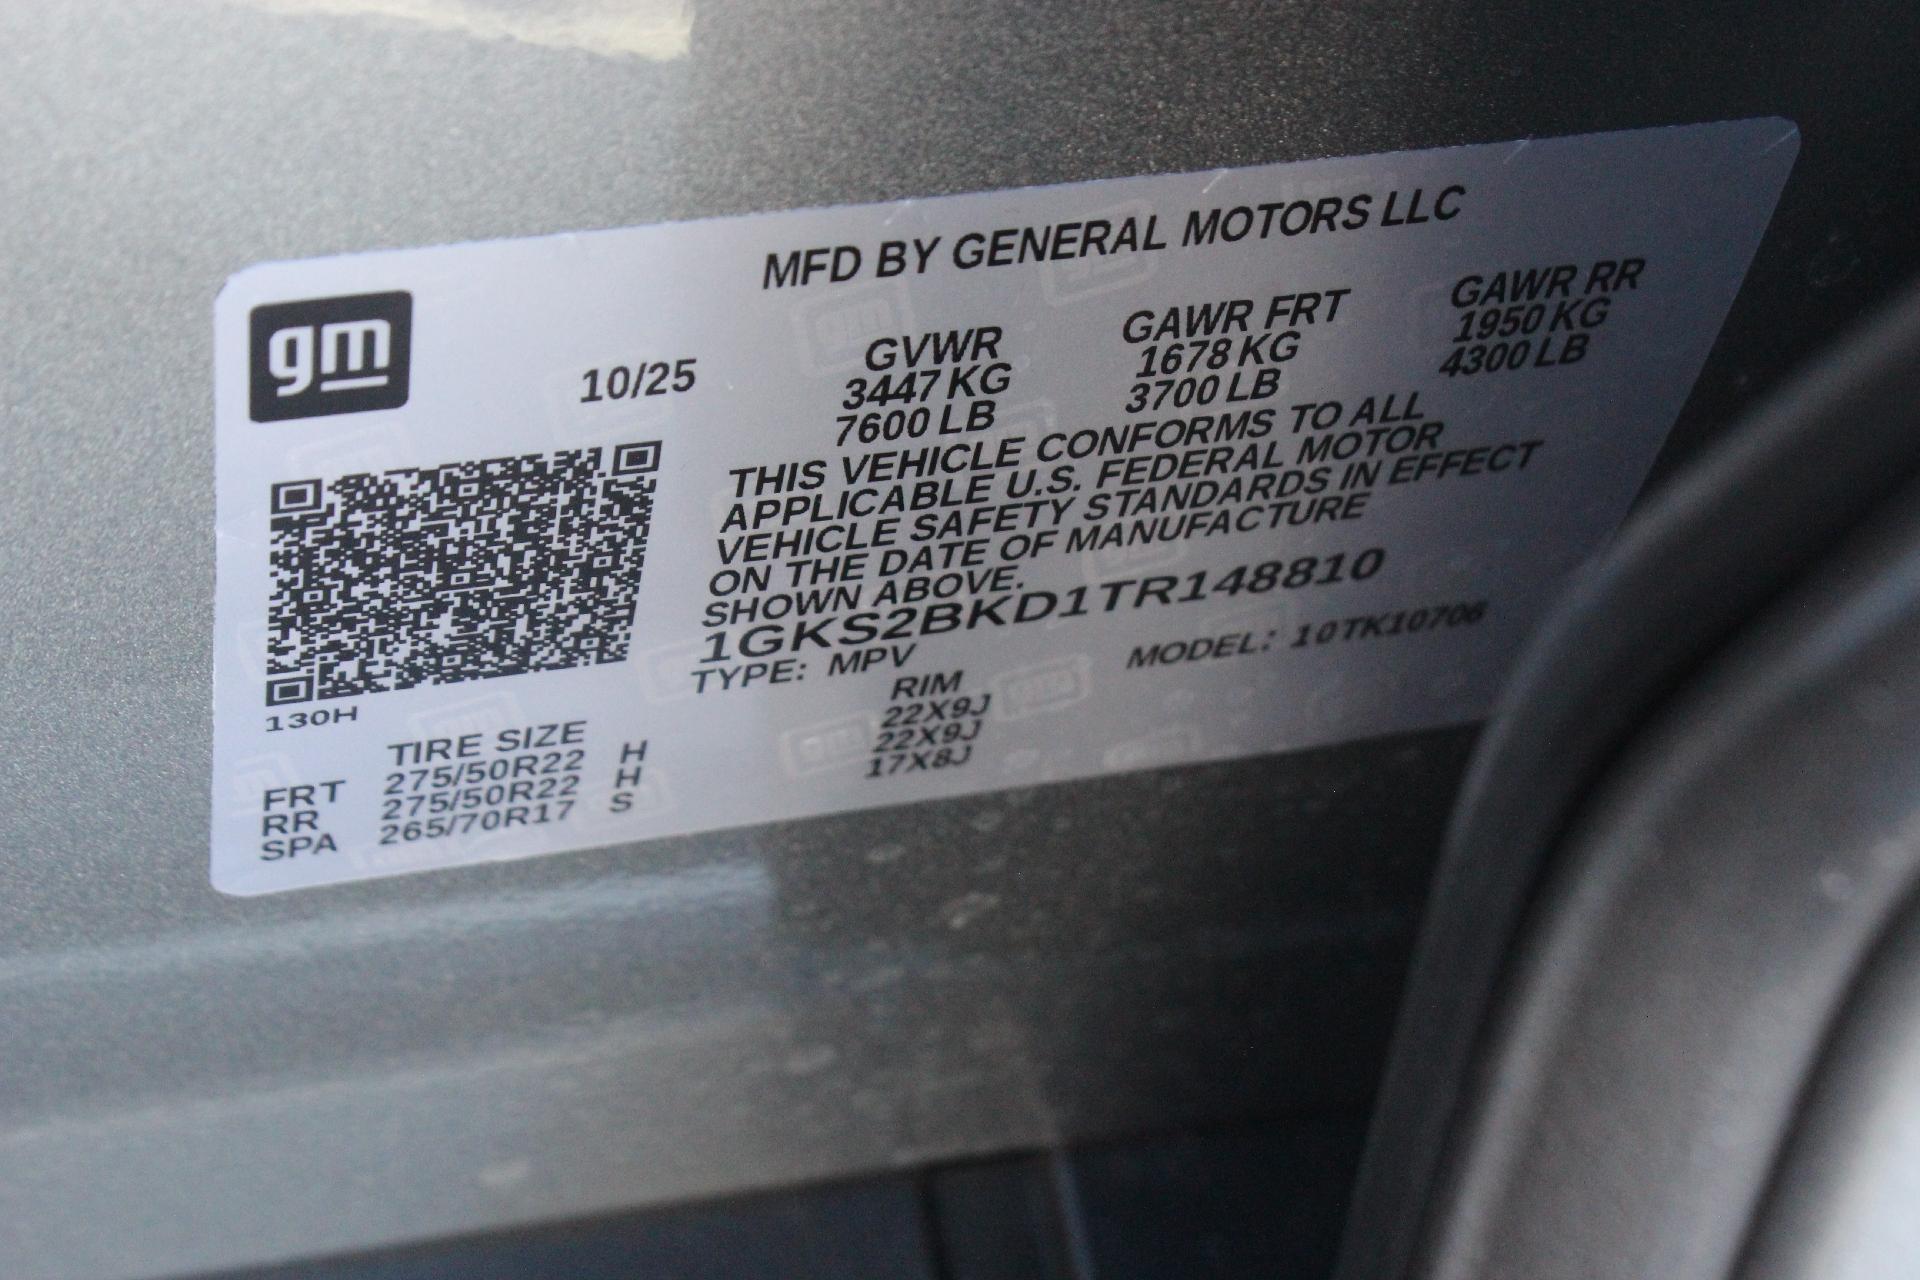 gm
MFD BY GENERAL MOTORS LLC
10/25
GVWR
3447 KG
7600 LB
GAWR FRT
1678 KG
3700 LB
GAWR RR
1950 KG
4300 LB
THIS VEHICLE CONFORMS TO ALL
APPLICABLE U.S. FEDERAL MOTOR
VEHICLE SAFETY STANDARDS IN EFFECT
ON THE DATE OF MANUFACTURE
SHOWN ABOVE.
1GKS2BKD1TR148810
TYPE: MPV MODEL: 10TK10706
130H
TIRE SIZE RIM
FRT 275/50R22 H 22X9J
RR 275/50R22 H 22X9J
SPA 265/70R17 S 17X8J